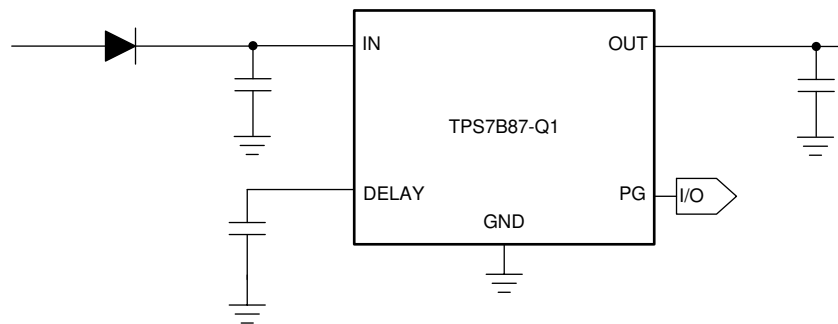 IN
OUT
TPS7B87-Q1
DELAY
PG
I/O
GND